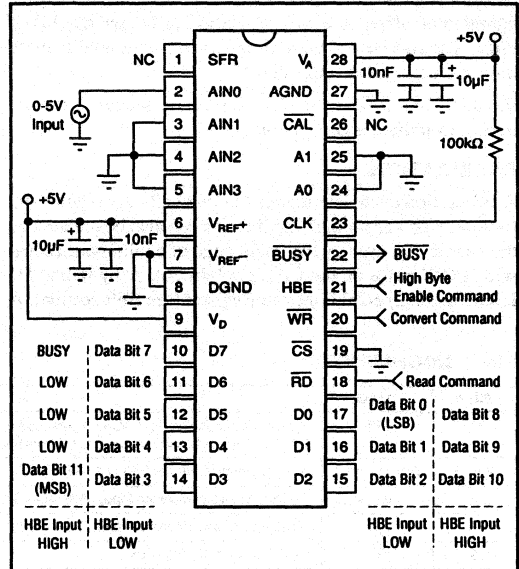 +5V
NC 1 SFR V_A 28
10nF + 10µF
0-5V
Input
2 AIN0 AGND 27
3 AIN1 C̅A̅L̅ 26 NC
4 AIN2 A1 25
100kΩ
5 AIN3 A0 24
+5V
6 V_REF+ CLK 23
10µF + 10nF
7 V_REF– B̅U̅S̅Y̅ 22 B̅U̅S̅Y̅
8 DGND HBE 21 High Byte
Enable Command
9 V_D W̅R̅ 20 Convert Command
BUSY Data Bit 7 10 D7 C̅S̅ 19
LOW Data Bit 6 11 D6 R̅D̅ 18 Read Command
LOW Data Bit 5 12 D5 D0 17 Data Bit 0
(LSB) Data Bit 8
LOW Data Bit 4 13 D4 D1 16 Data Bit 1 Data Bit 9
Data Bit 11
(MSB) Data Bit 3 14 D3 D2 15 Data Bit 2 Data Bit 10
HBE Input
HIGH
HBE Input
LOW
HBE Input
LOW
HBE Input
HIGH